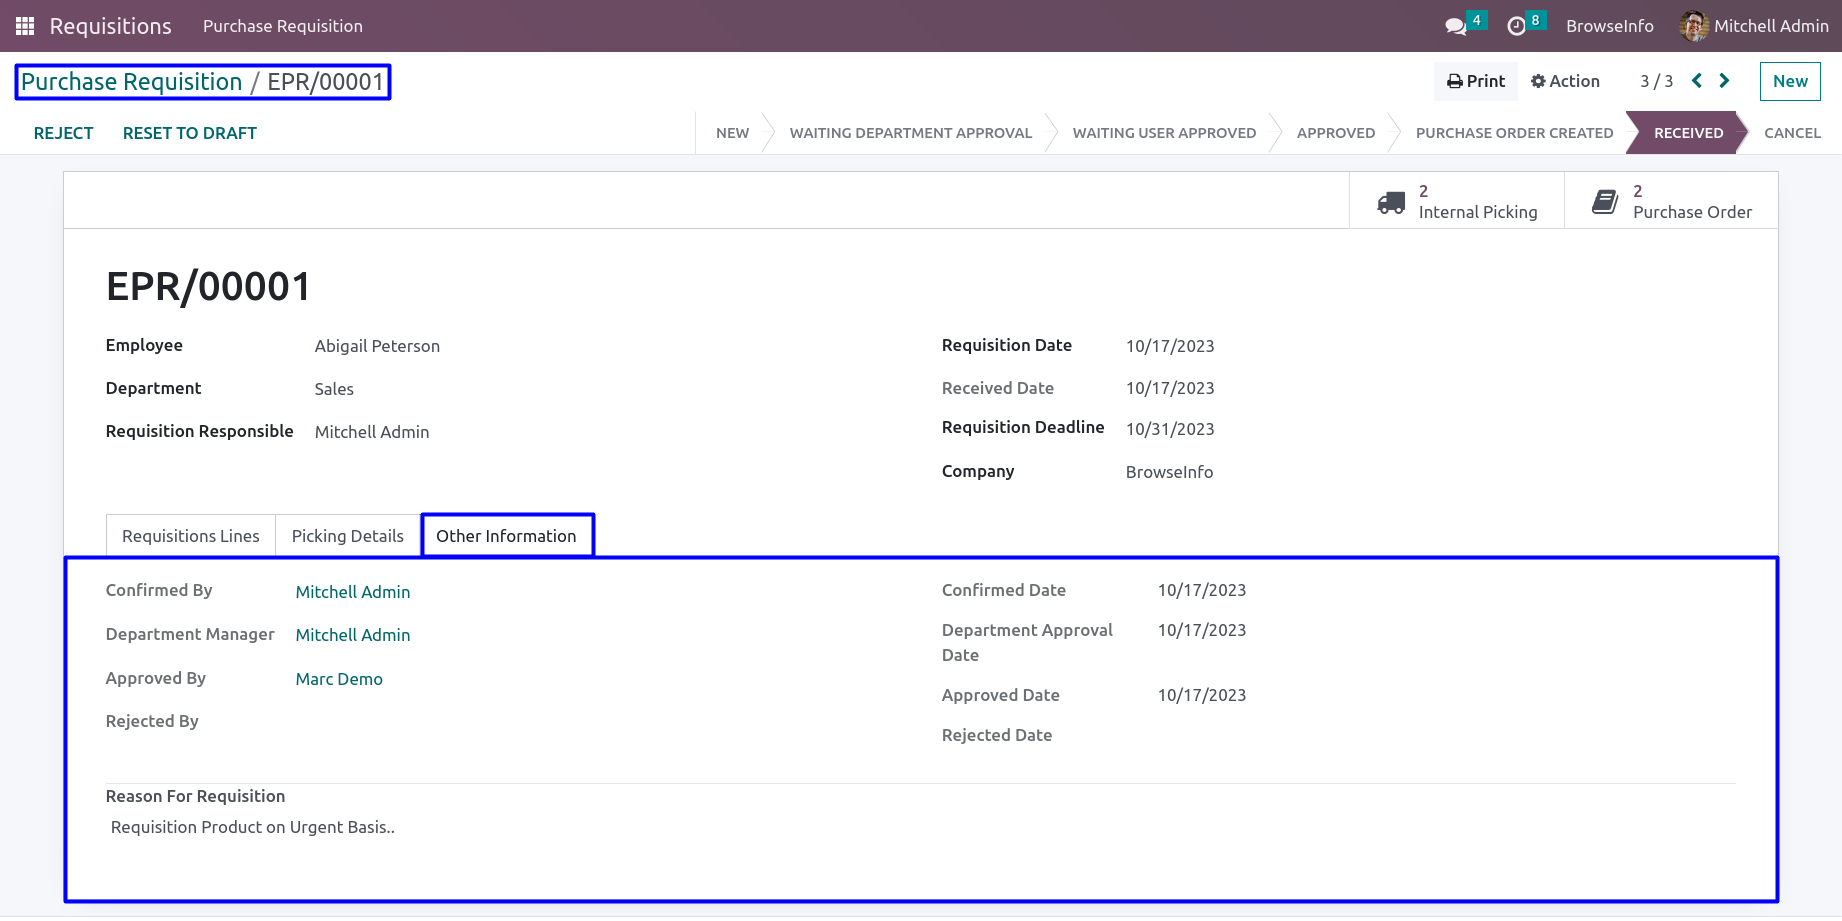 Requisitions Purchase Requisition 4 8 BrowseInfo Mitchell Admin
Purchase Requisition / EPR/00001 Print Action 3 / 3 New
REJECT RESET TO DRAFT NEW WAITING DEPARTMENT APPROVAL WAITING USER APPROVED APPROVED PURCHASE ORDER CREATED RECEIVED CANCEL
2 2
Internal Picking Purchase Order
EPR/00001
Employee Abigail Peterson Requisition Date 10/17/2023
Department Sales Received Date 10/17/2023
Requisition Responsible Mitchell Admin Requisition Deadline 10/31/2023
Company BrowseInfo
Requisitions Lines Picking Details Other Information
Confirmed By Mitchell Admin Confirmed Date 10/17/2023
Department Manager Mitchell Admin Department Approval 10/17/2023
Date
Approved By Marc Demo Approved Date 10/17/2023
Rejected By Rejected Date
Reason For Requisition
Requisition Product on Urgent Basis..